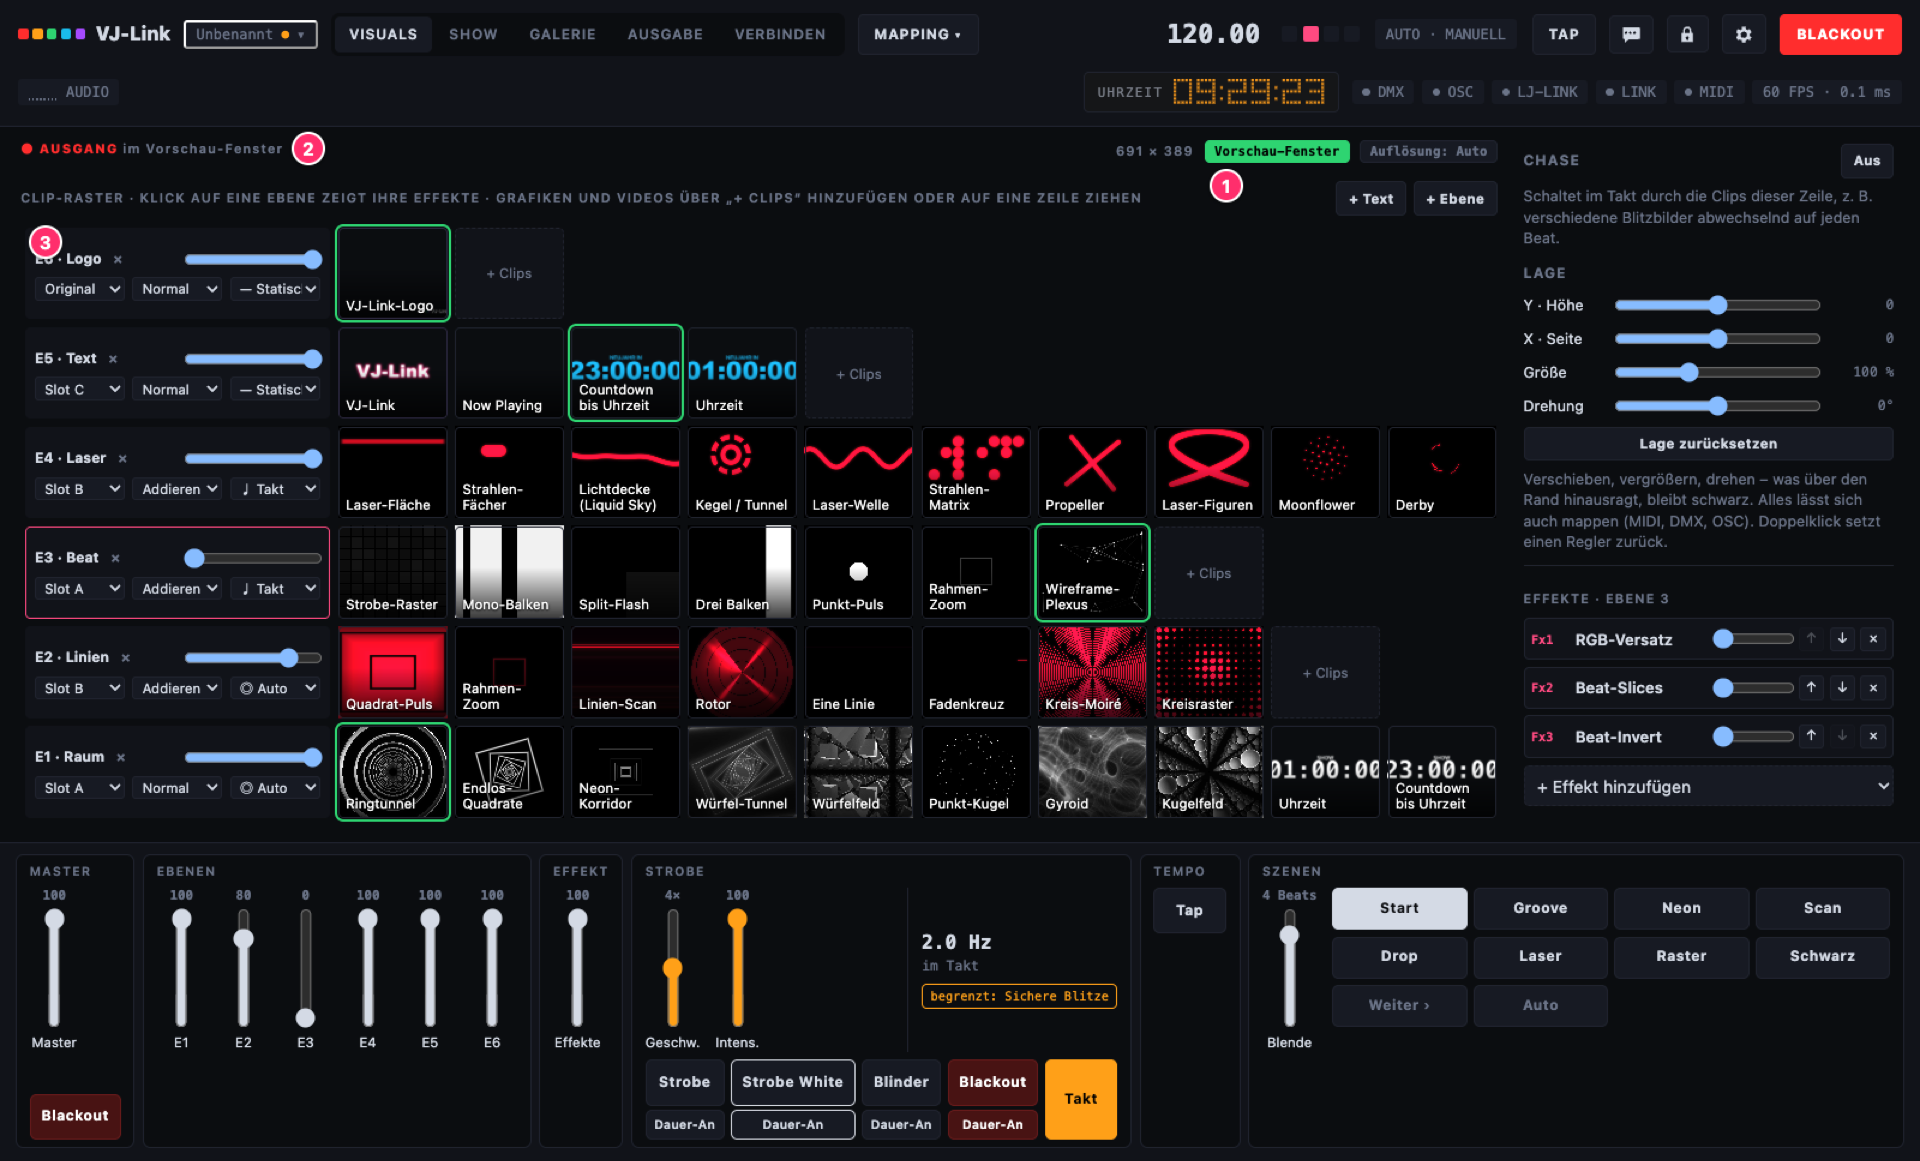 VJ-Link
Unbenannt
VISUALS
SHOW
GALERIE
AUSGABE
VERBINDEN
MAPPING
120.00
AUTO · MANUELL
TAP
BLACKOUT
AUDIO
UHRZEIT 09:29:23
DMX
OSC
LJ-LINK
LINK
MIDI
60 FPS · 0.1 ms
AUSGANG im Vorschau-Fenster
2
691 × 389
Vorschau-Fenster
Auflösung: Auto
1
CLIP-RASTER · KLICK AUF EINE EBENE ZEIGT IHRE EFFEKTE · GRAFIKEN UND VIDEOS ÜBER „+ CLIPS" HINZUFÜGEN ODER AUF EINE ZEILE ZIEHEN
+ Text
+ Ebene
3
E6 · Logo ×
Original
Normal
— Statisc
VJ-Link-Logo
+ Clips
E5 · Text ×
Slot C
Normal
— Statisc
VJ-Link
VJ-Link
Now Playing
23:00:00
Countdown
bis Uhrzeit
01:00:00
Uhrzeit
+ Clips
E4 · Laser ×
Slot B
Addieren
♩ Takt
Laser-Fläche
Strahlen-
Fächer
Lichtdecke
(Liquid Sky)
Kegel / Tunnel
Laser-Welle
Strahlen-
Matrix
Propeller
Laser-Figuren
Moonflower
Derby
E3 · Beat ×
Slot A
Addieren
♩ Takt
Strobe-Raster
Mono-Balken
Split-Flash
Drei Balken
Punkt-Puls
Rahmen-
Zoom
Wireframe-
Plexus
+ Clips
E2 · Linien ×
Slot B
Addieren
◎ Auto
Quadrat-Puls
Rahmen-
Zoom
Linien-Scan
Rotor
Eine Linie
Fadenkreuz
Kreis-Moiré
Kreisraster
+ Clips
E1 · Raum ×
Slot A
Normal
◎ Auto
Ringtunnel
Endlos-
Quadrate
Neon-
Korridor
Würfel-Tunnel
Würfelfeld
Punkt-Kugel
Gyroid
Kugelfeld
01:00:00
Uhrzeit
23:00:00
Countdown
bis Uhrzeit
CHASE
Aus
Schaltet im Takt durch die Clips dieser Zeile, z. B.
verschiedene Blitzbilder abwechselnd auf jeden
Beat.
LAGE
Y · Höhe 0
X · Seite 0
Größe 100 %
Drehung 0°
Lage zurücksetzen
Verschieben, vergrößern, drehen – was über den
Rand hinausragt, bleibt schwarz. Alles lässt sich
auch mappen (MIDI, DMX, OSC). Doppelklick setzt
einen Regler zurück.
EFFEKTE · EBENE 3
Fx1 RGB-Versatz ↑ ↓ ×
Fx2 Beat-Slices ↑ ↓ ×
Fx3 Beat-Invert ↑ ↓ ×
+ Effekt hinzufügen
MASTER
100
Master
Blackout
EBENEN
100 80 0 100 100 100
E1 E2 E3 E4 E5 E6
EFFEKT
100
Effekte
STROBE
4× 100
Geschw. Intens.
2.0 Hz
im Takt
begrenzt: Sichere Blitze
Strobe
Strobe White
Blinder
Blackout
Takt
Dauer-An
Dauer-An
Dauer-An
Dauer-An
TEMPO
Tap
SZENEN
4 Beats
Blende
Start
Groove
Neon
Scan
Drop
Laser
Raster
Schwarz
Weiter ›
Auto